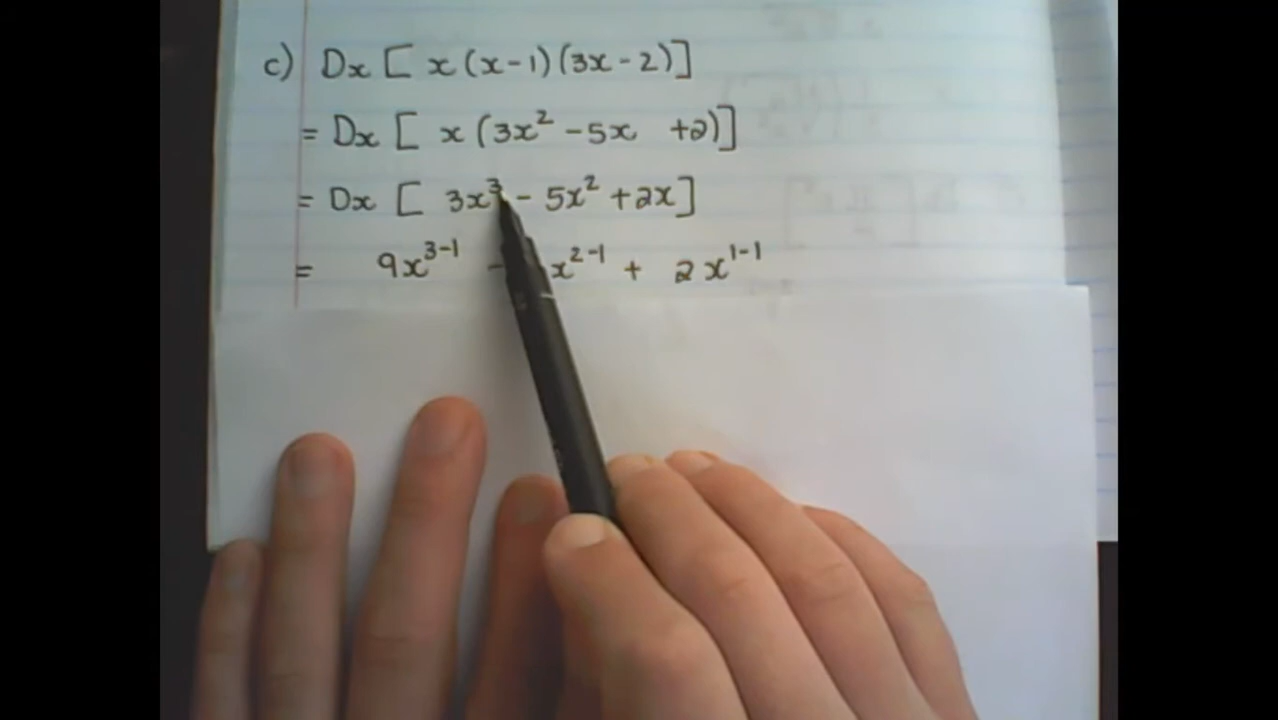 c) Dx [ x(x-1)(3x-2)]
= Dx [ x (3x² -5x +2)]
= Dx [ 3x³ - 5x² +2x]
= 9x³⁻¹ - x²⁻¹ + 2x¹⁻¹